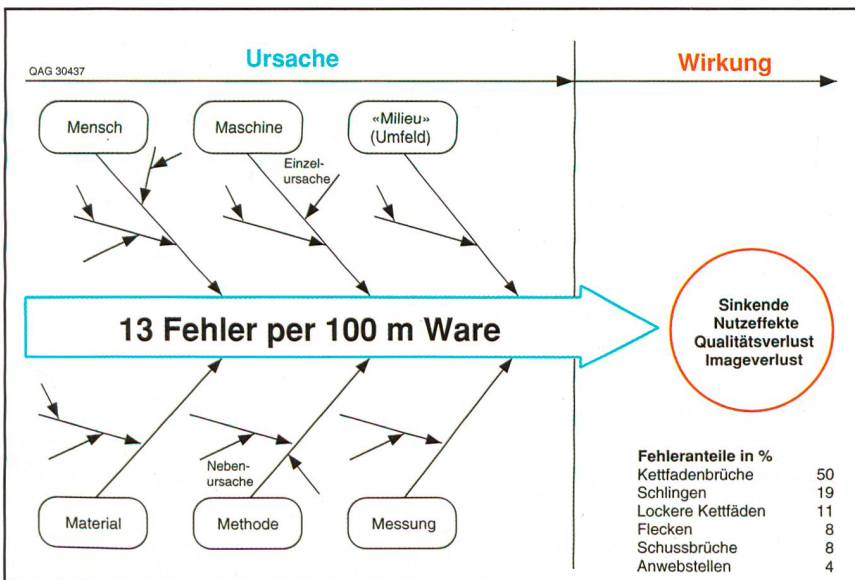 Ursache
Wirkung
QAG 30437
Mensch
Maschine
«Milieu»
(Umfeld)
Einzel-
ursache
13 Fehler per 100 m Ware
Sinkende
Nutzeffekte
Qualitätsverlust
Imageverlust
Neben-
ursache
Material
Methode
Messung
Fehleranteile in %
Kettfadenbrüche 50
Schlingen 19
Lockere Kettfäden 11
Flecken 8
Schussbrüche 8
Anwebstellen 4